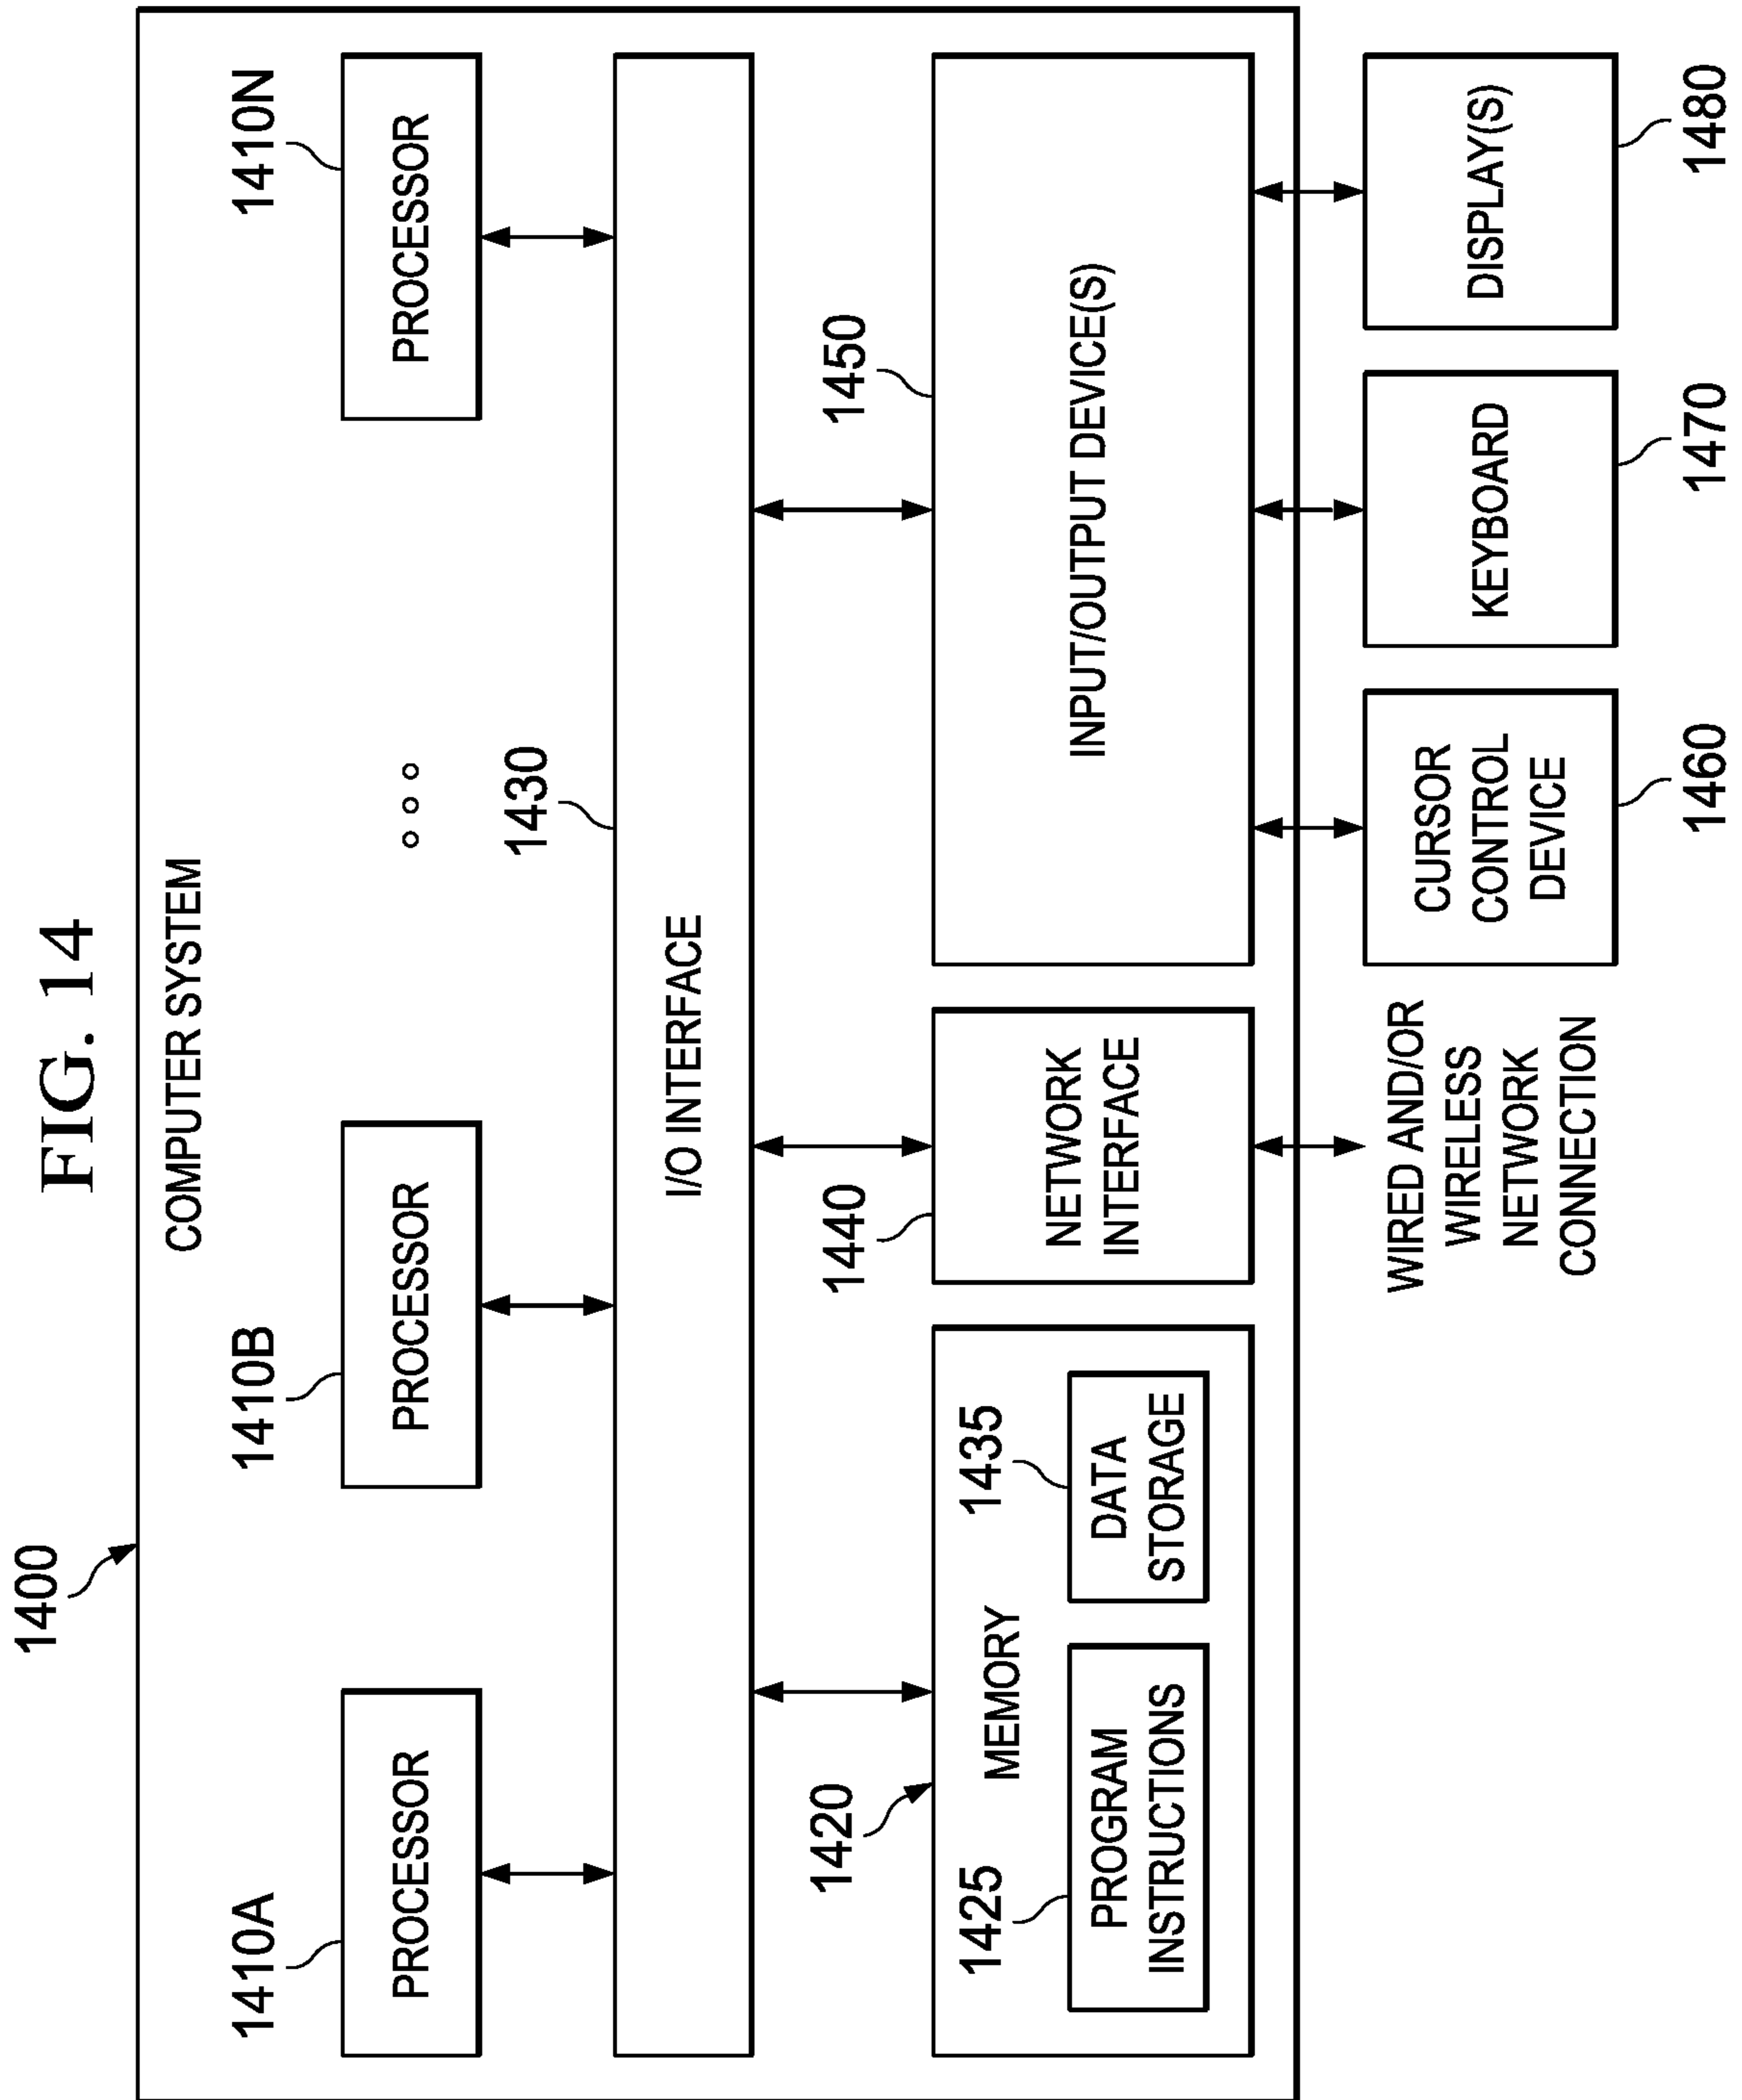 FIG. 14
1400
COMPUTER SYSTEM
1410A
1410B
1410N
PROCESSOR
PROCESSOR
PROCESSOR
1430
I/O INTERFACE
1420
1440
1450
MEMORY
1425
1435
PROGRAM
INSTRUCTIONS
DATA
STORAGE
NETWORK
INTERFACE
INPUT/OUTPUT DEVICE(S)
WIRED AND/OR
WIRELESS
NETWORK
CONNECTION
CURSOR
CONTROL
DEVICE
KEYBOARD
DISPLAY(S)
1460
1470
1480